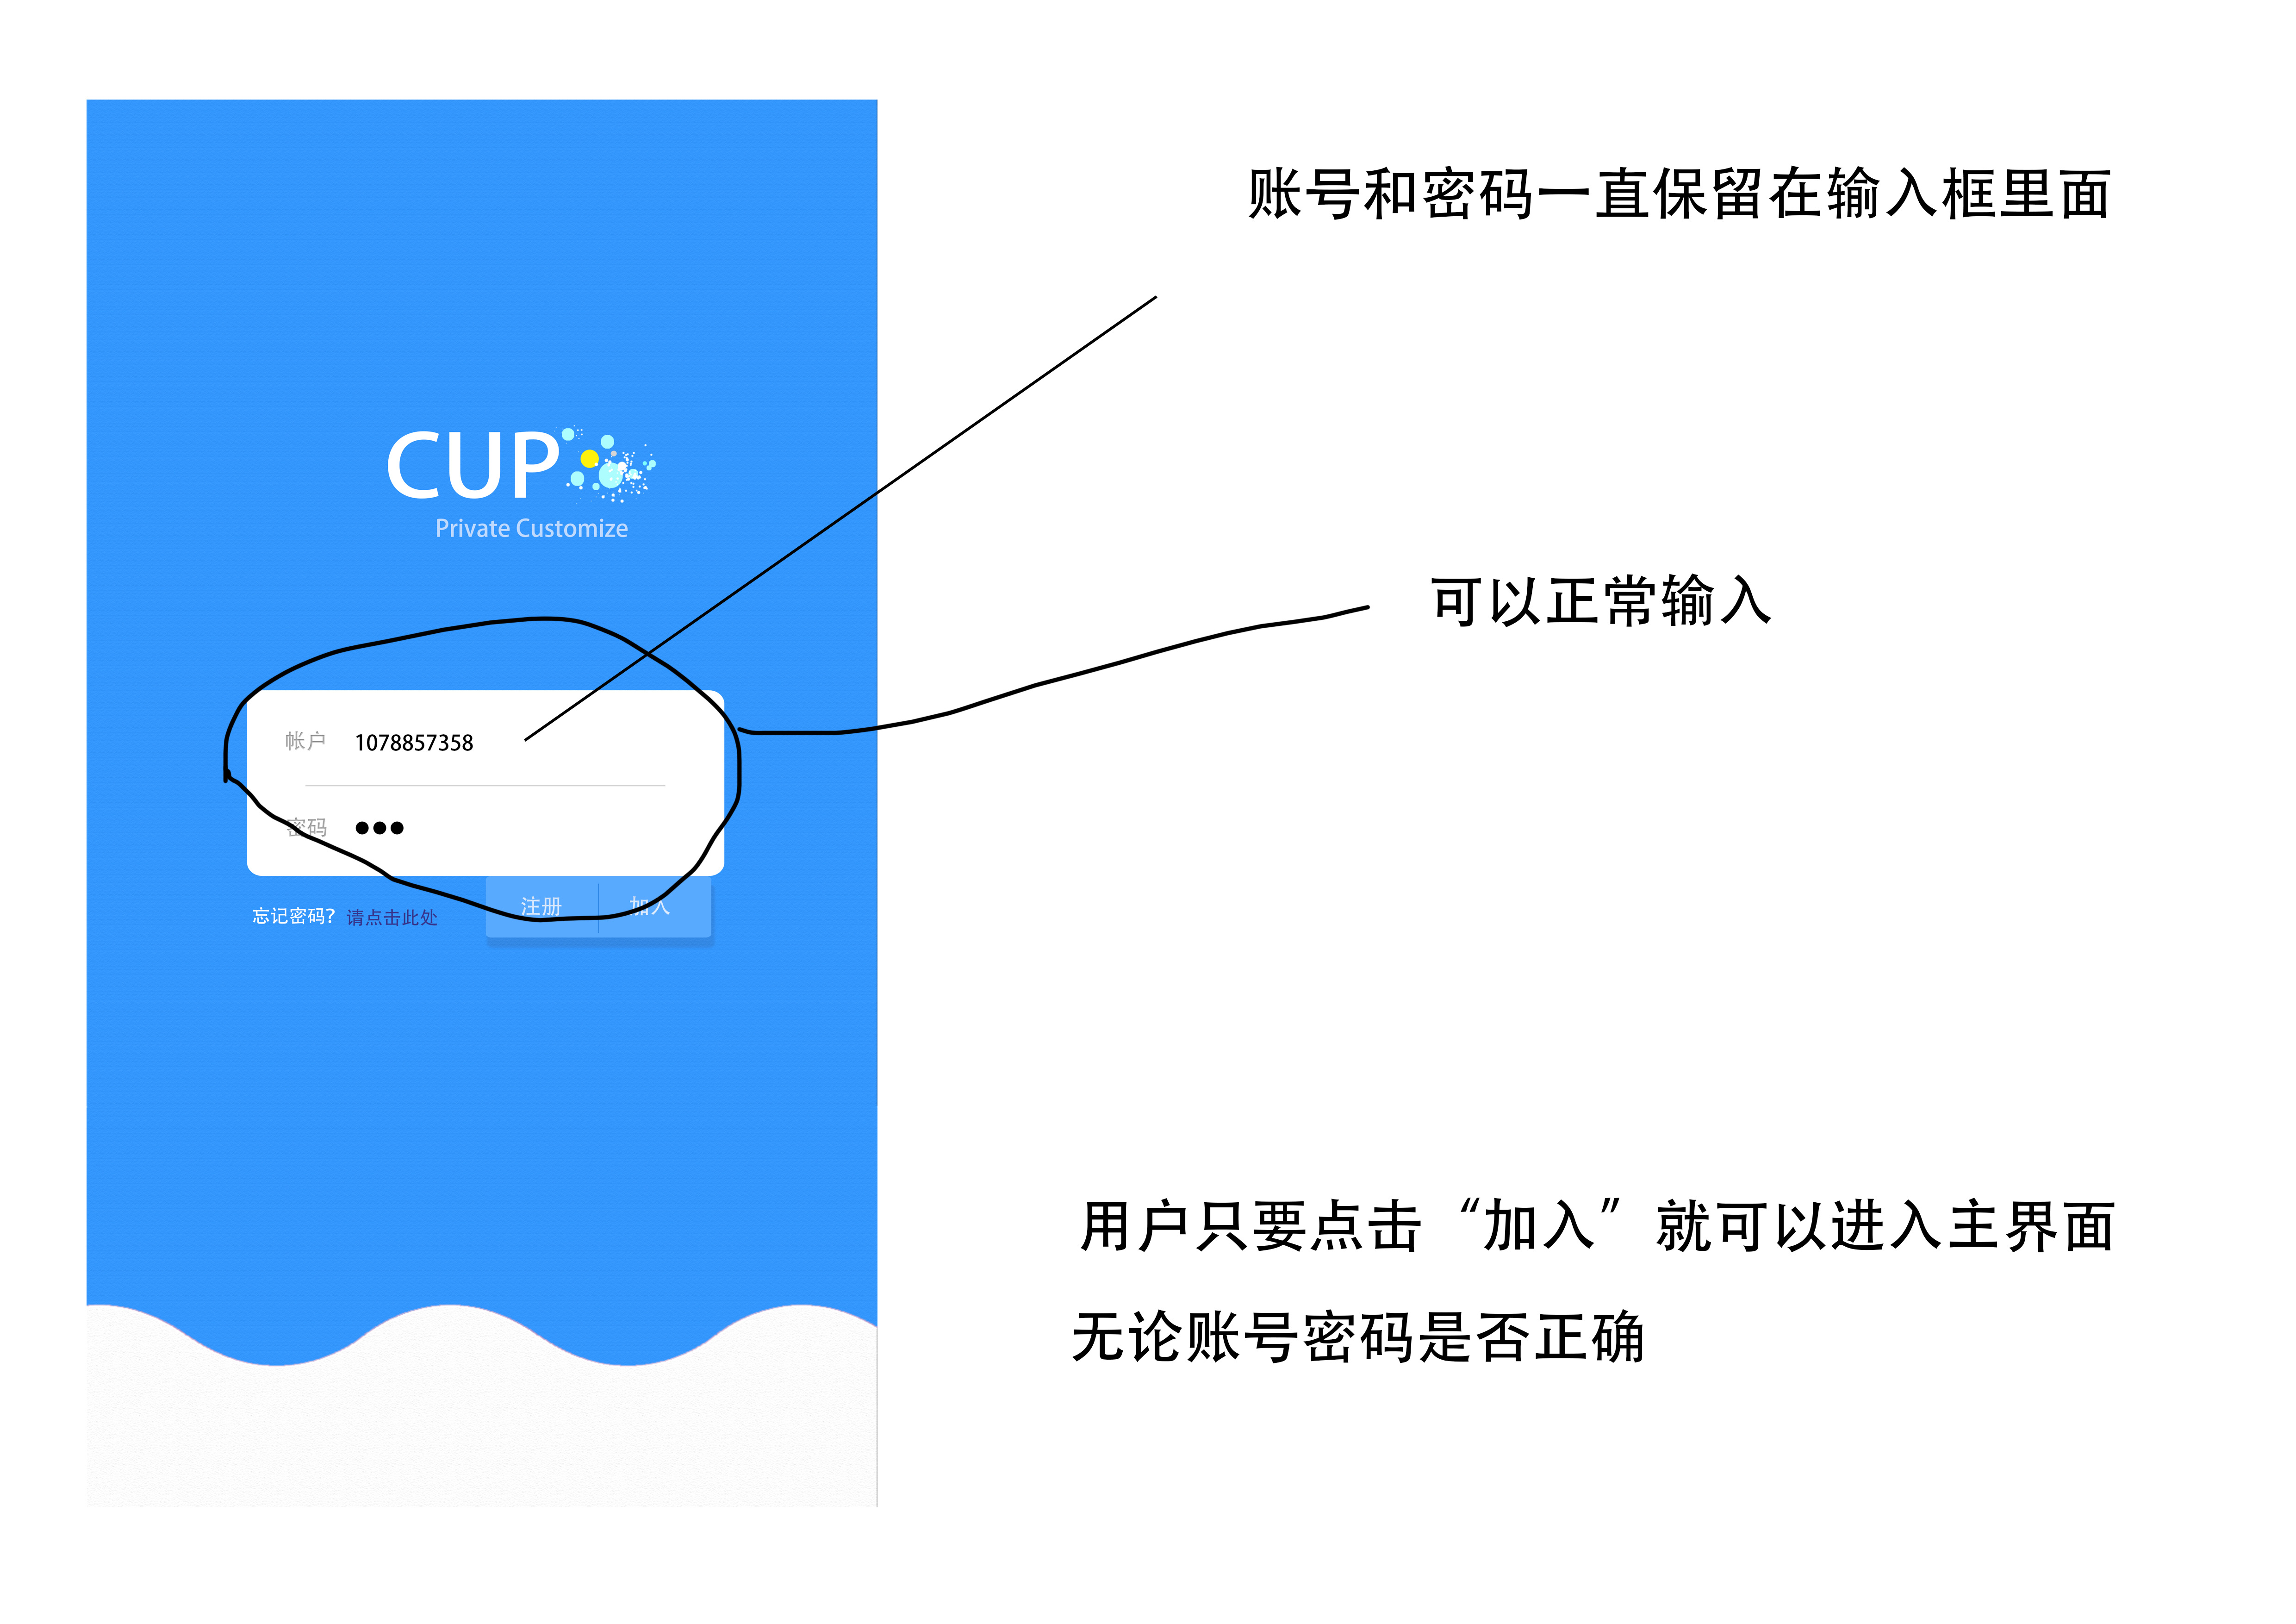 账号和密码一直保留在输入框里面
CUP
Private Customize
可以正常输入
帐户 1078857358
密码 ●●●
忘记密码? 请点击此处
注册 加入
用户只要点击“加入”就可以进入主界面
无论账号密码是否正确